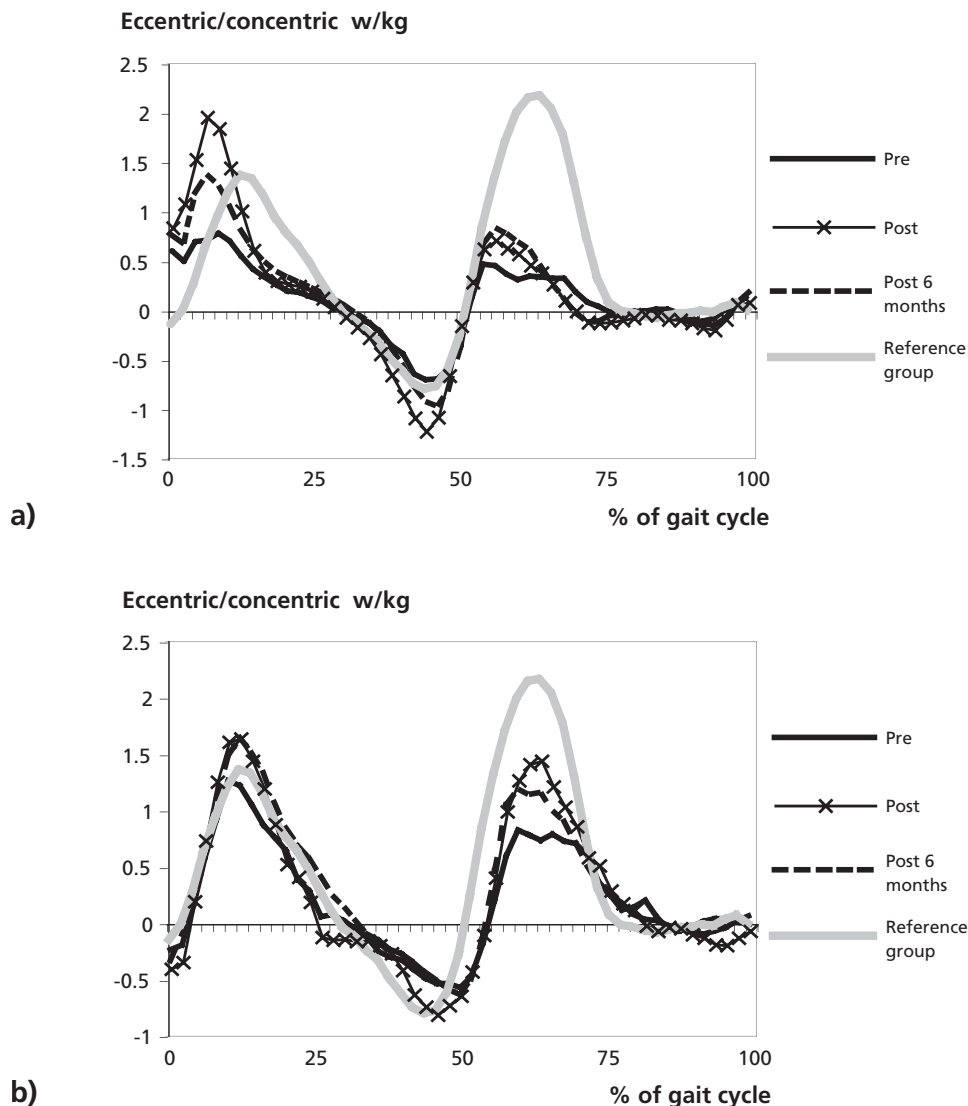 Eccentric/concentric w/kg
2.5
2
1.5
1
0.5
0
-0.5
-1
-1.5
0 25 50 75 100
% of gait cycle
Pre
Post
Post 6
months
Reference
group
a)
Eccentric/concentric w/kg
2.5
2
1.5
1
0.5
0
-0.5
-1
0 25 50 75 100
% of gait cycle
Pre
Post
Post 6
months
Reference
group
b)